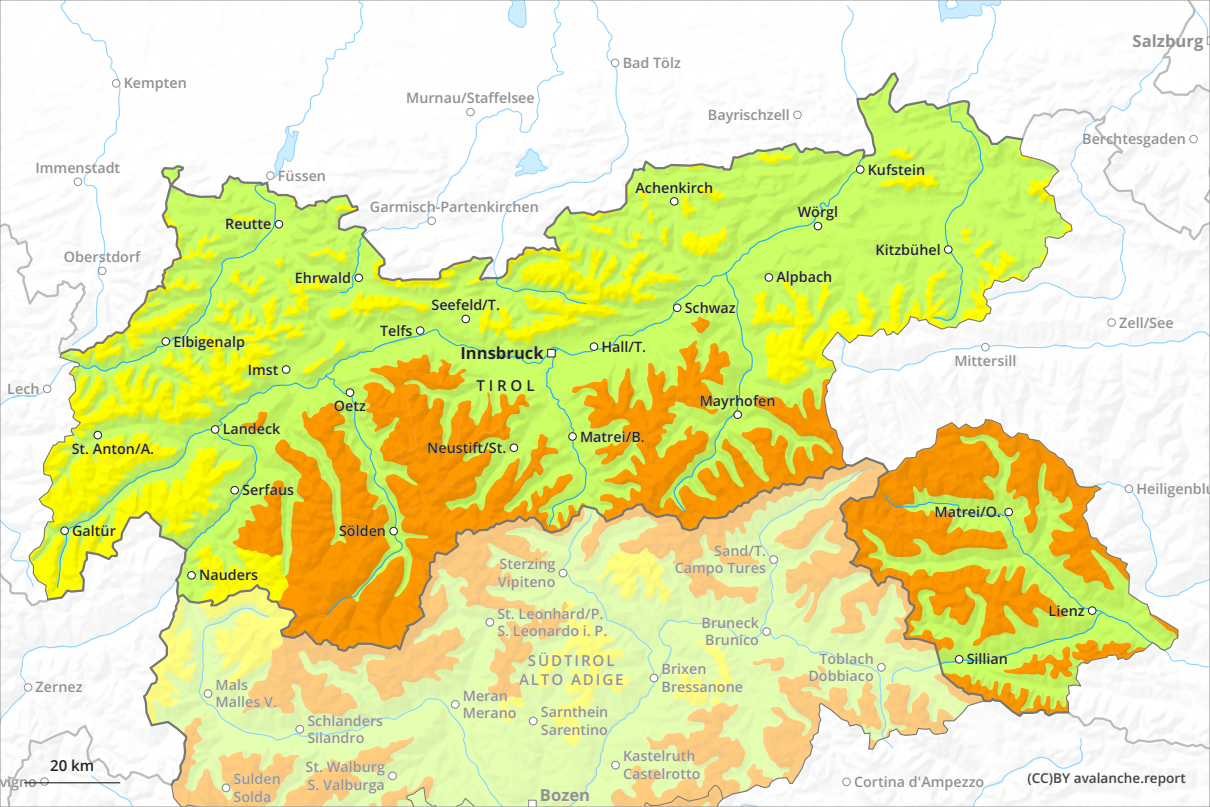 Salzburg
Bad Tölz
Kempten
Murnau/Staffelsee
Bayrischzell
Berchtesgaden
Immenstadt
Füssen
Kufstein
Achenkirch
Garmisch-Partenkirchen
Wörgl
Reutte
Kitzbühel
Oberstdorf
Ehrwald
Alpbach
Seefeld/T.
Schwaz
Zell/See
Telfs
Elbigenalp
Innsbruck
Hall/T.
Mittersill
Imst
TIROL
Lech
Mayrhofen
Oetz
Landeck
Matrei/B.
St. Anton/A.
Neustift/St.
Serfaus
Heiligenblu
Matrei/O.
Galtür
Sölden
Sand/T.
Campo Tures
Sterzing
Vipiteno
Nauders
Lienz
St. Leonhard/P.
S. Leonardo i. P.
Bruneck
Brunico
SÜDTIROL
ALTO ADIGE
Toblach
Dobbiaco
Sillian
Brixen
Bressanone
Zernez
Mals
Malles V.
Meran
Merano
Sarnthein
Sarentino
Schlanders
Silandro
Kastelruth
Castelrotto
20 km
St. Walburg
S. Valburga
vigno
Sulden
Solda
Cortina d'Ampezzo
(CC)BY avalanche.report
Bozen